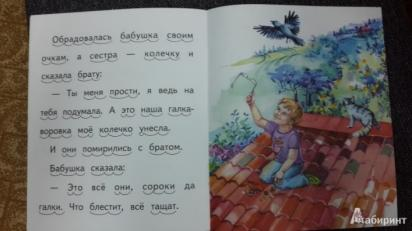 Обрадовалась бабушка своим
очкам, а сестра — колечку и
сказала брату:
— Ты меня прости, я ведь на
тебя подумала. А это наша галка-
воровка моё колечко унесла.
И они помирились с братом.
Бабушка сказала:
— Это всё они, сороки да
галки. Что блестит, всё тащат.
Лабиринт